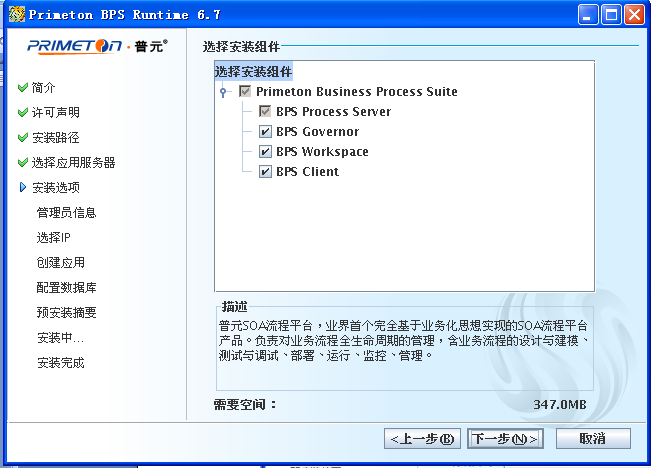 Primeton BPS Runtime 6.7
PRIMETON·普元®
简介
许可声明
安装路径
选择应用服务器
安装选项
管理员信息
选择IP
创建应用
配置数据库
预安装摘要
安装中...
安装完成
选择安装组件
选择安装组件
Primeton Business Process Suite
BPS Process Server
BPS Governor
BPS Workspace
BPS Client
描述
普元SOA流程平台，业界首个完全基于业务化思想实现的SOA流程平台
产品。负责对业务流程全生命周期的管理，含业务流程的设计与建模、
测试与调试、部署、运行、监控、管理。
需要空间： 347.0MB
<上一步(B) 下一步(N)> 取消